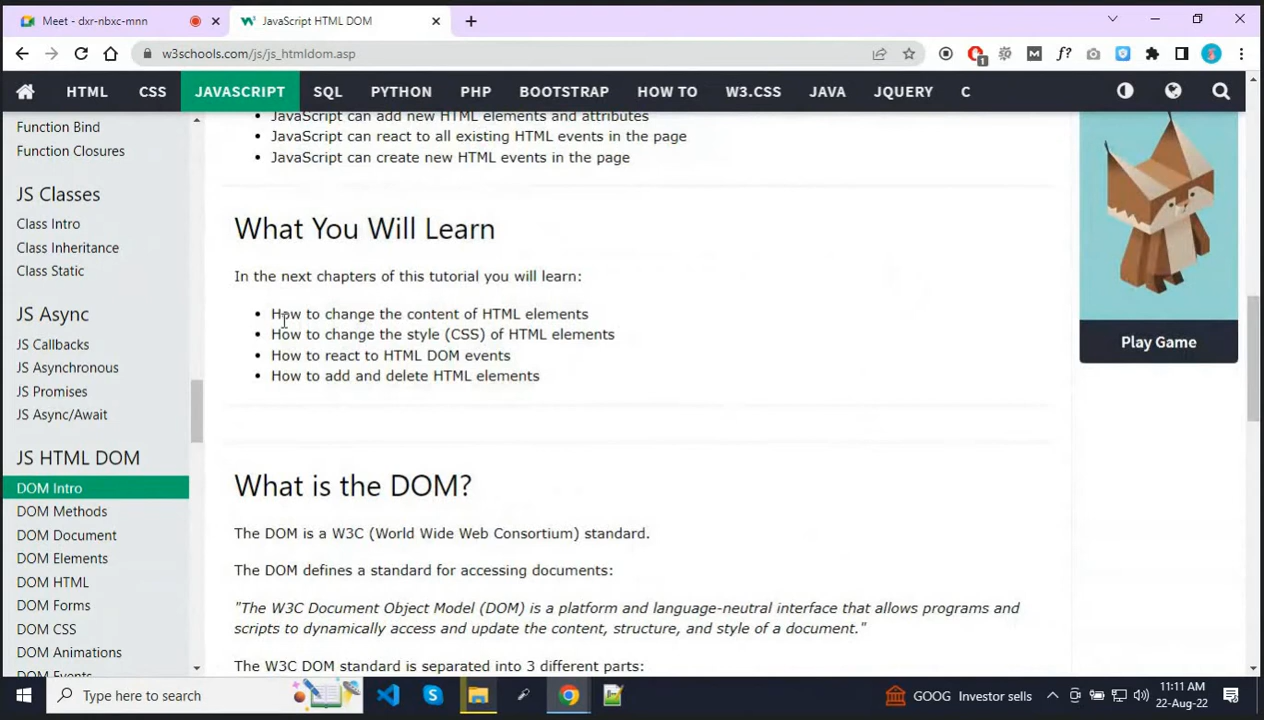 Meet - dxr-nbxc-mnn
JavaScript HTML DOM
w3schools.com/js/js_htmldom.asp
1
M
f?
S
HTML CSS JAVASCRIPT SQL PYTHON PHP BOOTSTRAP HOW TO W3.CSS JAVA JQUERY C
Function Bind
Function Closures
JS Classes
Class Intro
Class Inheritance
Class Static
JS Async
JS Callbacks
JS Asynchronous
JS Promises
JS Async/Await
JS HTML DOM
DOM Intro
DOM Methods
DOM Document
DOM Elements
DOM HTML
DOM Forms
DOM CSS
DOM Animations
DOM Events
JavaScript can add new HTML elements and attributes
JavaScript can react to all existing HTML events in the page
JavaScript can create new HTML events in the page
What You Will Learn
In the next chapters of this tutorial you will learn:
How to change the content of HTML elements
How to change the style (CSS) of HTML elements
How to react to HTML DOM events
How to add and delete HTML elements
What is the DOM?
The DOM is a W3C (World Wide Web Consortium) standard.
The DOM defines a standard for accessing documents:
"The W3C Document Object Model (DOM) is a platform and language-neutral interface that allows programs and
scripts to dynamically access and update the content, structure, and style of a document."
The W3C DOM standard is separated into 3 different parts:
Play Game
Type here to search
GOOG Investor sells
11:11 AM
22-Aug-22